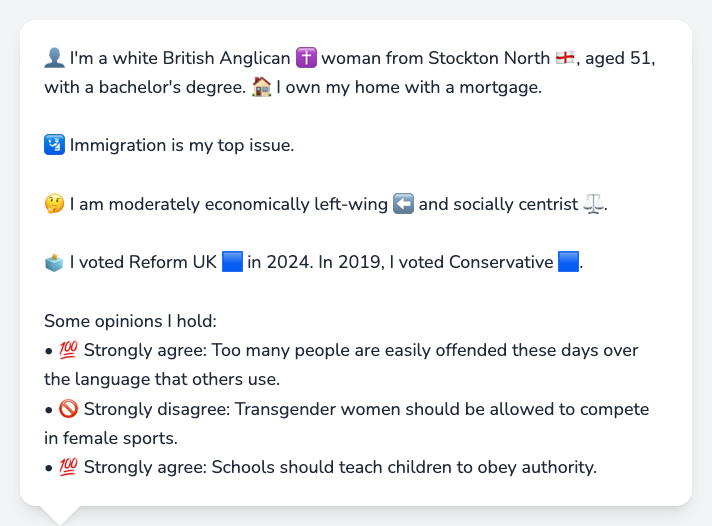 👤 I'm a white British Anglican ✝️ woman from Stockton North 🏴󠁧󠁢󠁥󠁮󠁧󠁿, aged 51,
with a bachelor's degree. 🏠 I own my home with a mortgage.
🛂 Immigration is my top issue.
🤔 I am moderately economically left-wing ⬅️ and socially centrist ⚖️.
🗳️ I voted Reform UK 🟦 in 2024. In 2019, I voted Conservative 🟦.
Some opinions I hold:
• 💯 Strongly agree: Too many people are easily offended these days over
the language that others use.
• 🚫 Strongly disagree: Transgender women should be allowed to compete
in female sports.
• 💯 Strongly agree: Schools should teach children to obey authority.